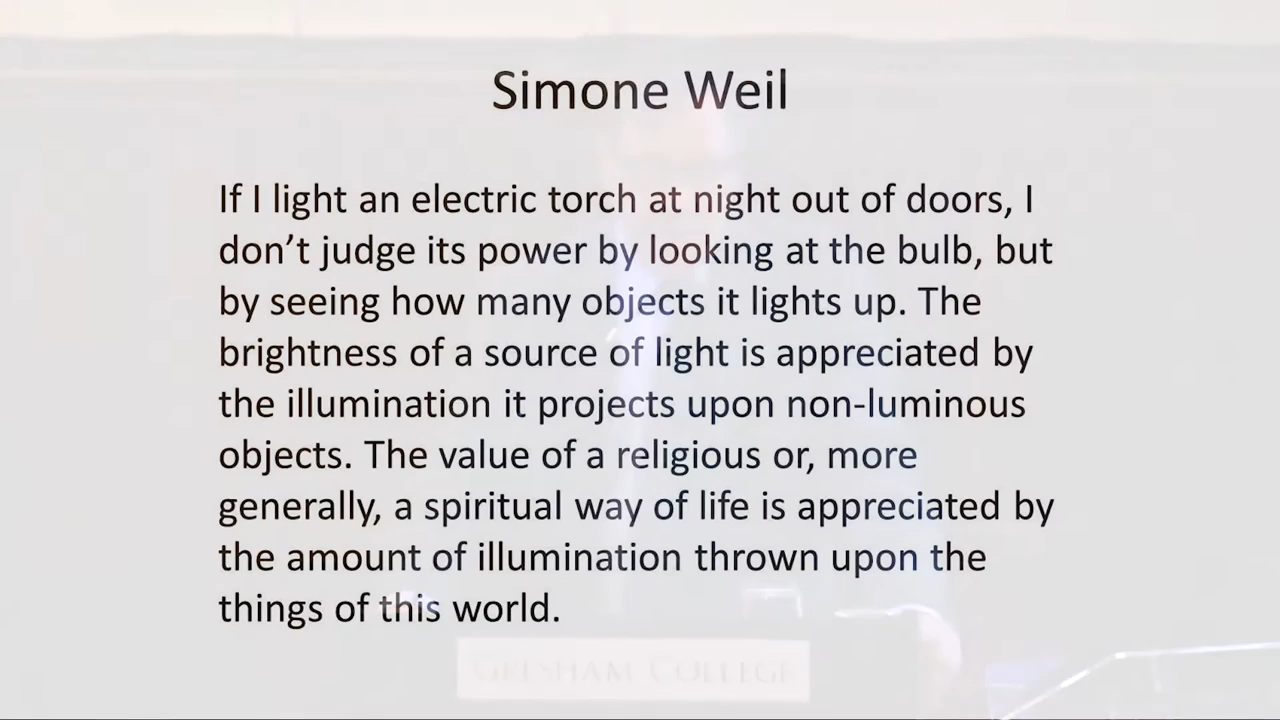 Simone Weil
If I light an electric torch at night out of doors, I
don’t judge its power by looking at the bulb, but
by seeing how many objects it lights up. The
brightness of a source of light is appreciated by
the illumination it projects upon non-luminous
objects. The value of a religious or, more
generally, a spiritual way of life is appreciated by
the amount of illumination thrown upon the
things of this world.
GRESHAM COLLEGE